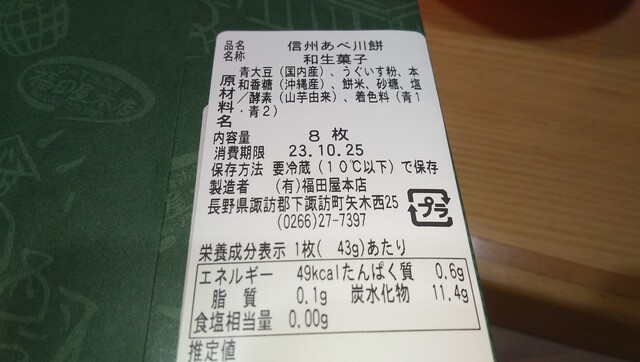 品名 信州あべ川餅
名称 和生菓子
原材料名 青大豆（国内産）、うぐいす粉、本
和香糖（沖縄産）、餅米、砂糖、塩
／酵素（山芋由来）、着色料（青1
・青2）
内容量 8枚
消費期限 23.10.25
保存方法 要冷蔵（10℃以下）で保存
製造者 （有）福田屋本店
長野県諏訪郡下諏訪町矢木西25
(0266)27-7397
プラ
栄養成分表示 1枚( 43g)あたり
エネルギー 49kcal たんぱく質 0.6g
脂質 0.1g 炭水化物 11.4g
食塩相当量 0.00g
推定値